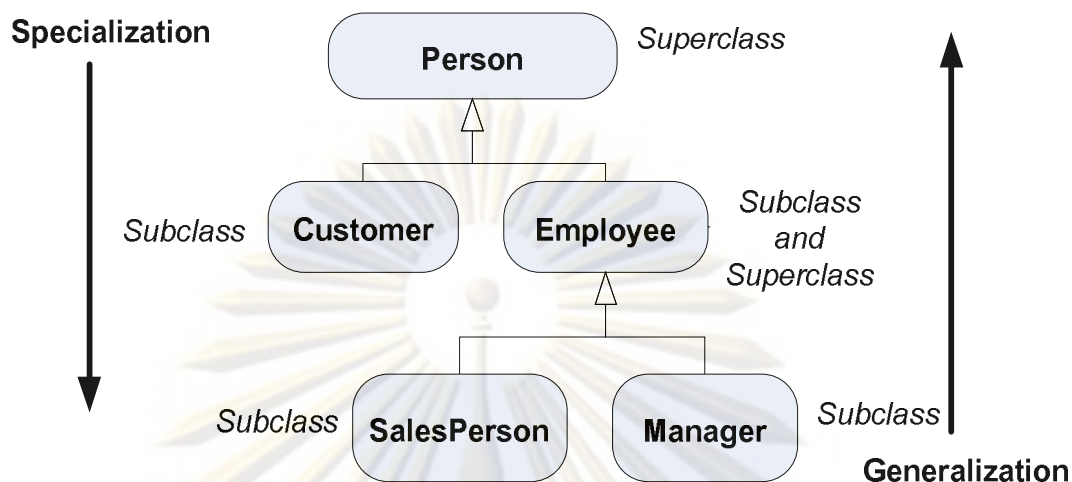 Specialization
Person
Superclass
Subclass
Customer
Employee
Subclass
and
Superclass
Subclass
SalesPerson
Manager
Subclass
Generalization